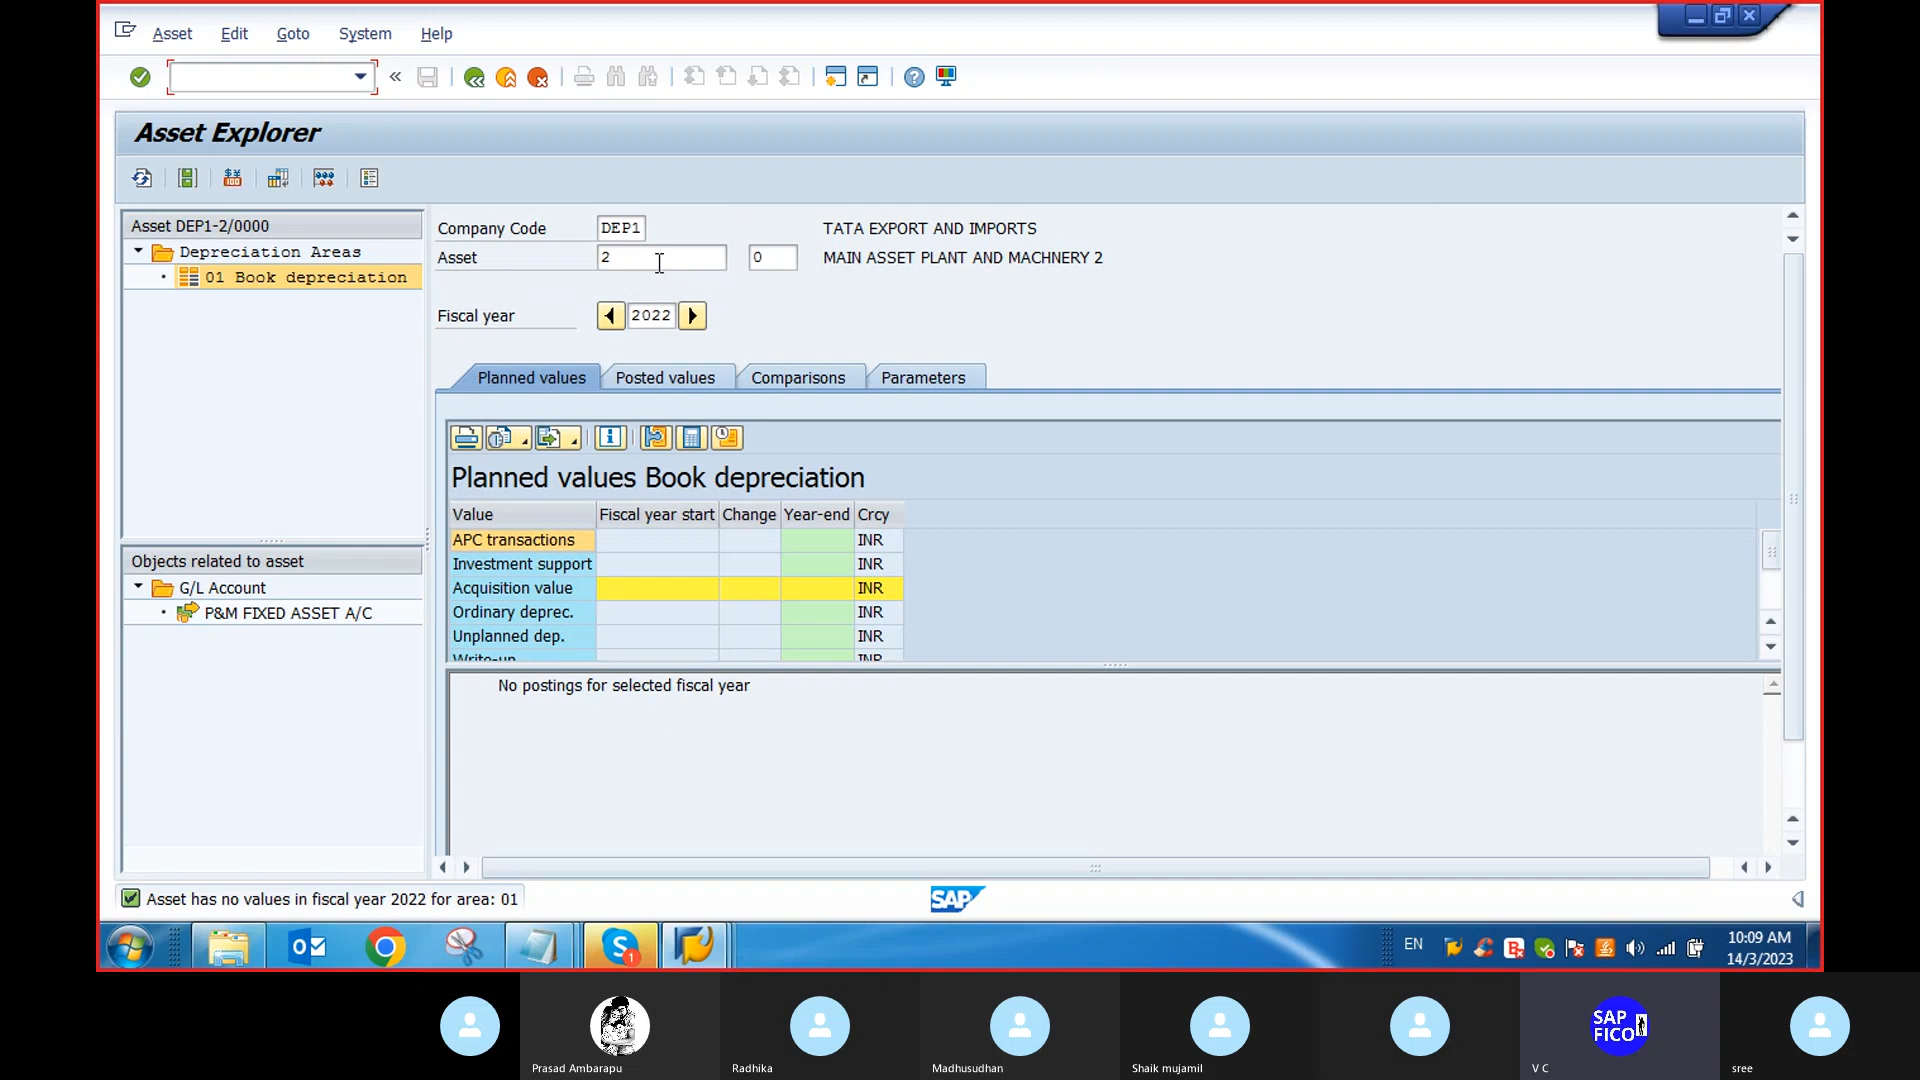 Asset Edit Goto System Help
Asset Explorer
Asset DEP1-2/0000
Depreciation Areas
01 Book depreciation
Company Code DEP1 TATA EXPORT AND IMPORTS
Asset 2 0 MAIN ASSET PLANT AND MACHNERY 2
Fiscal year 2022
Planned values Posted values Comparisons Parameters
Planned values Book depreciation
Value Fiscal year start Change Year-end Crcy
APC transactions INR
Investment support INR
Acquisition value INR
Ordinary deprec. INR
Unplanned dep. INR
Write-up INR
No postings for selected fiscal year
Objects related to asset
G/L Account
P&M FIXED ASSET A/C
Asset has no values in fiscal year 2022 for area: 01
SAP
EN
10:09 AM
14/3/2023
1
SAP
FICO
Prasad Ambarapu
Radhika
Madhusudhan
Shaik mujamil
V C
sree